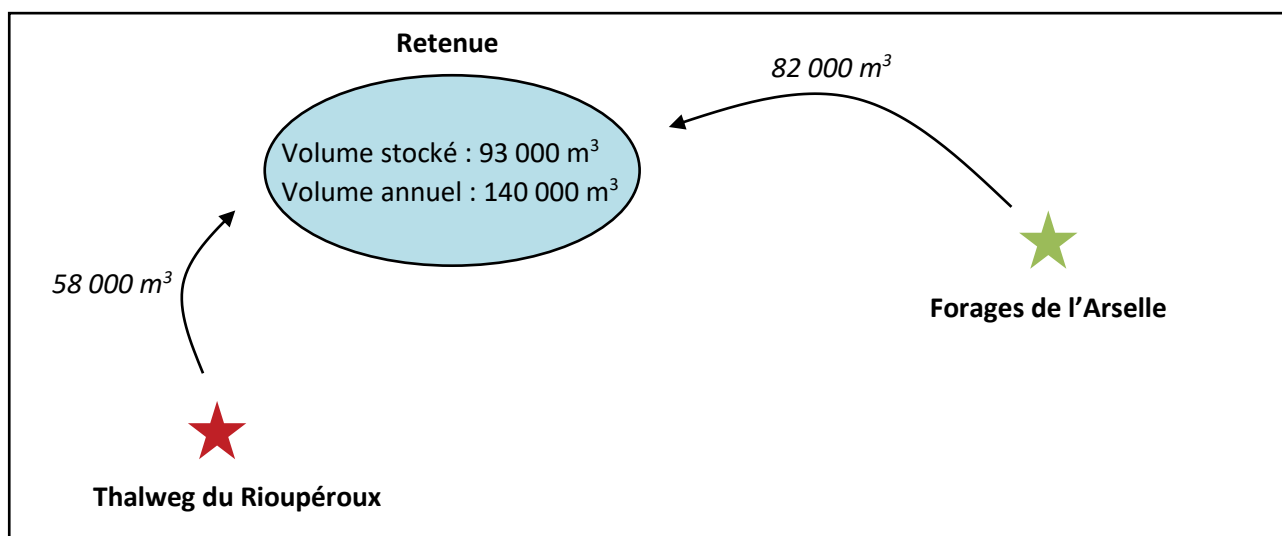 Retenue
82 000 m³
Volume stocké : 93 000 m³
Volume annuel : 140 000 m³
58 000 m³
Forages de l’Arselle
Thalweg du Rioupéroux